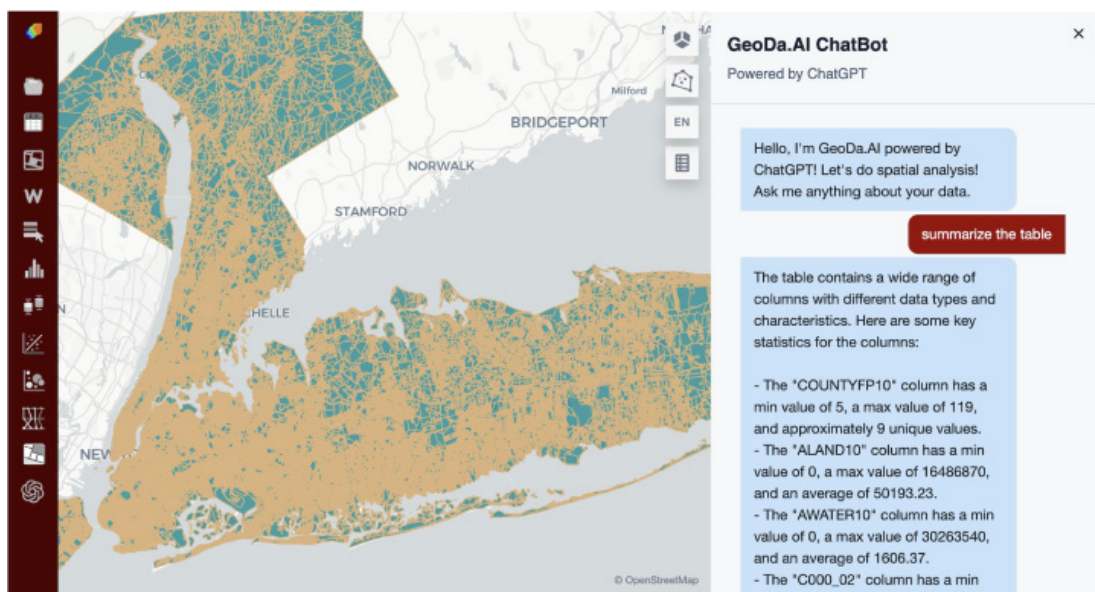 Milford
BRIDGEPORT
NORWALK
STAMFORD
HELLE
NEW
© OpenStreetMap
EN
W
GeoDa.AI ChatBot
Powered by ChatGPT
Hello, I'm GeoDa.AI powered by
ChatGPT! Let's do spatial analysis!
Ask me anything about your data.
summarize the table
The table contains a wide range of
columns with different data types and
characteristics. Here are some key
statistics for the columns:
- The "COUNTYFP10" column has a
min value of 5, a max value of 119,
and approximately 9 unique values.
- The "ALAND10" column has a min
value of 0, a max value of 16486870,
and an average of 50193.23.
- The "AWATER10" column has a min
value of 0, a max value of 30263540,
and an average of 1606.37.
- The "C000_02" column has a min